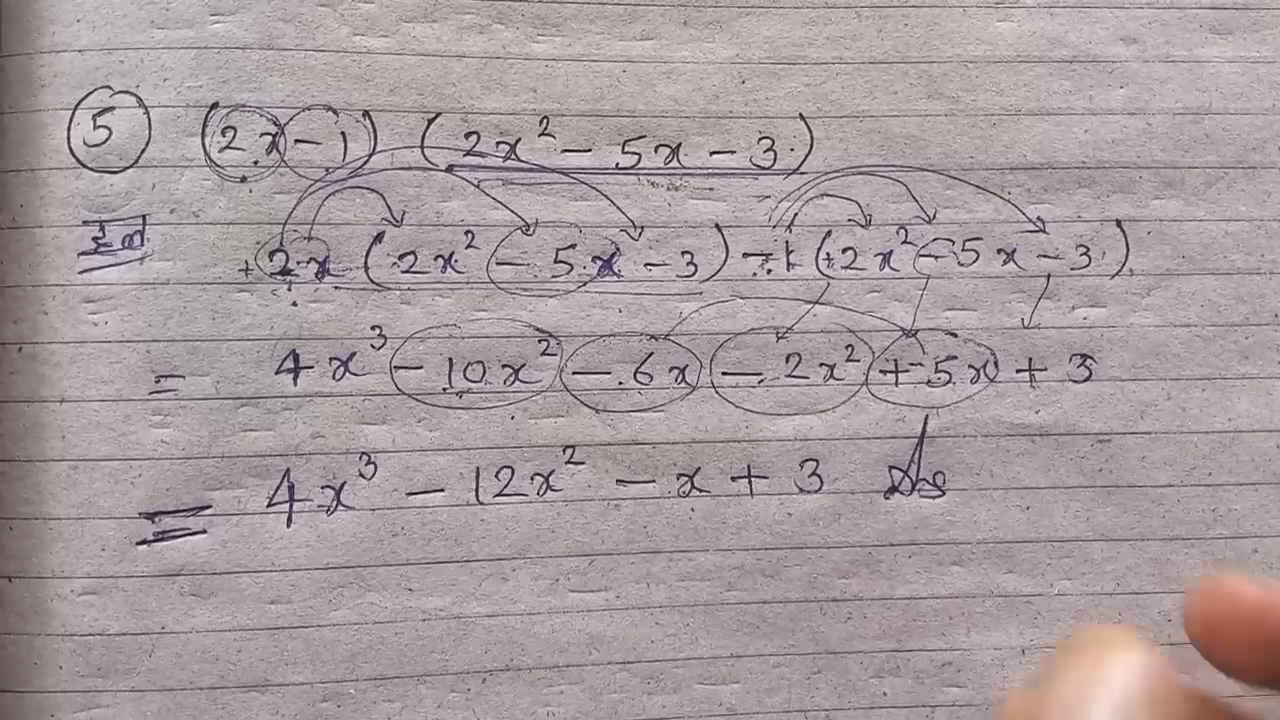 5 (2x - 1) (2x² - 5x - 3)
Sol
+2x (2x² - 5x - 3) - 1 (+2x² - 5x - 3)
= 4x³ - 10x² - 6x - 2x² + 5x + 3
= 4x³ - 12x² - x + 3 Ans